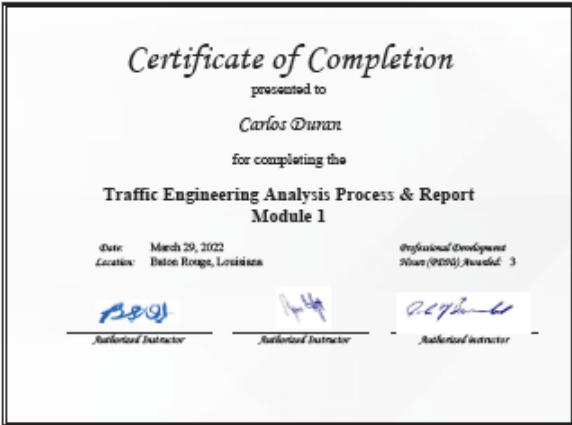 Certificate of Completion
presented to
Carlos Duran
for completing the
Traffic Engineering Analysis Process & Report
Module 1
Date: March 29, 2022
Location: Baton Rouge, Louisiana
Professional Development
Hours (PDH) Awarded: 3
Authorized Instructor
Authorized Instructor
Authorized instructor